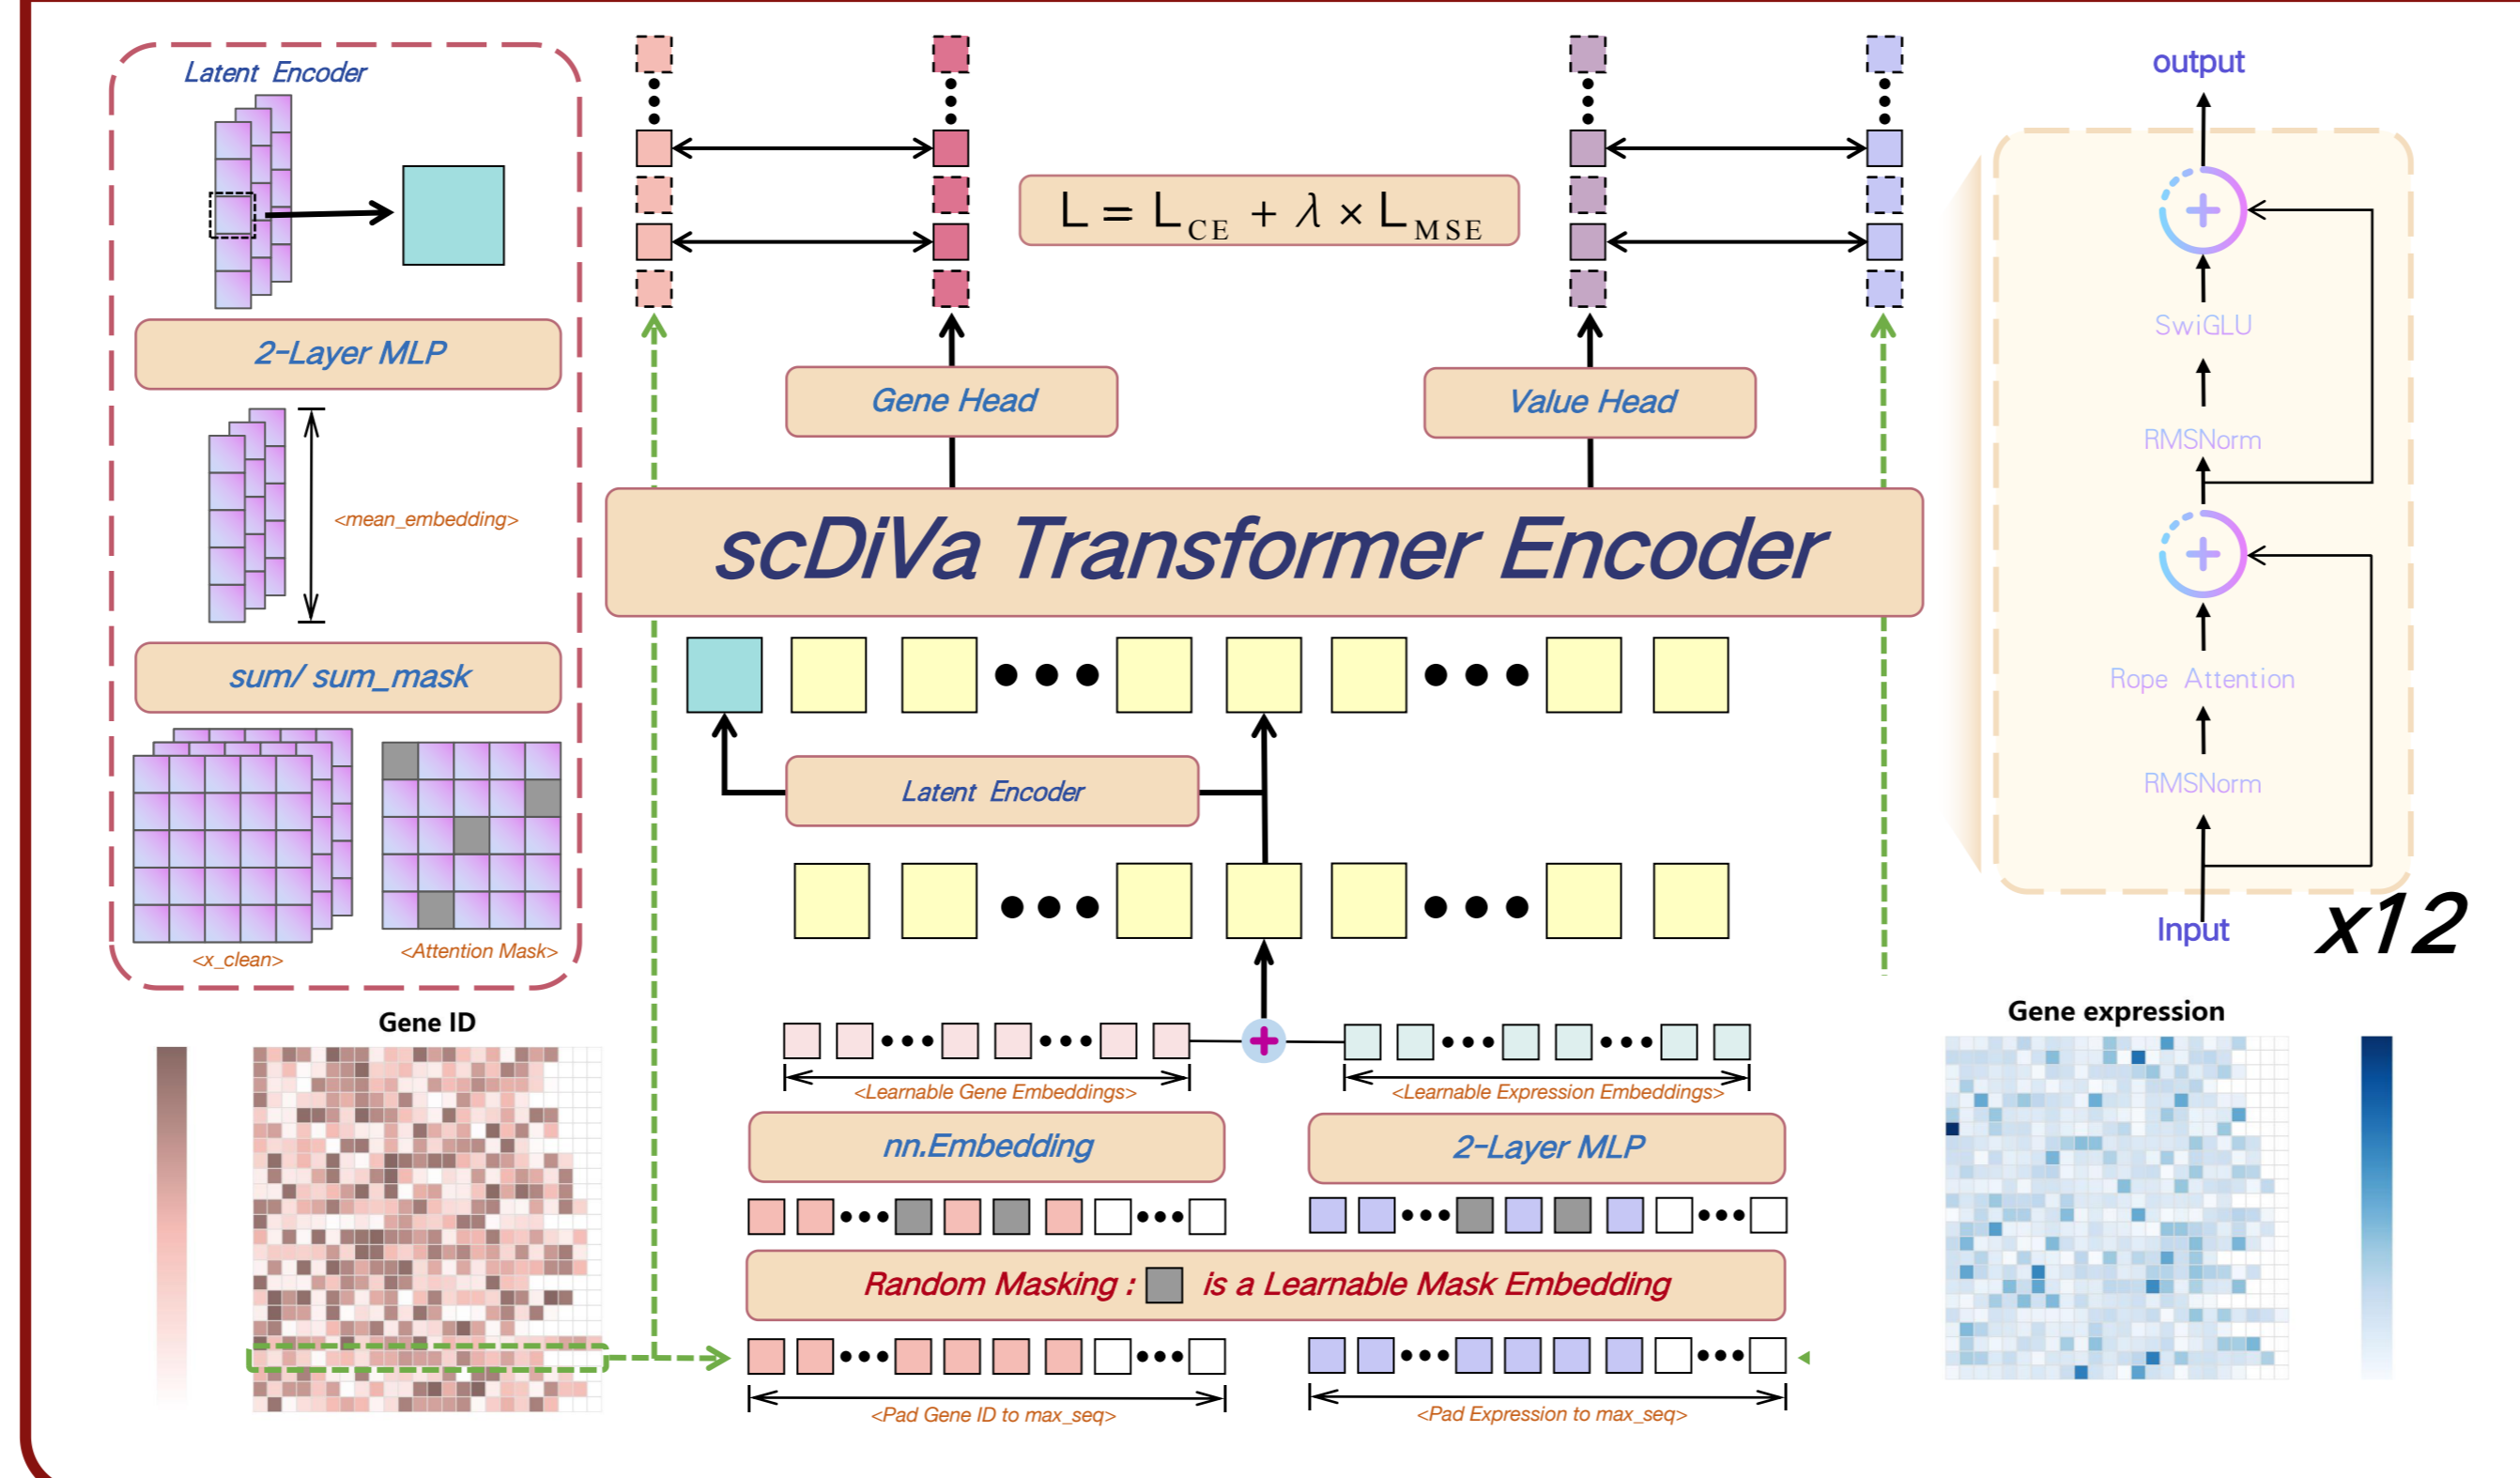 Latent Encoder
2-Layer MLP
<mean_embedding>
sum/ sum_mask
<x_clean>
<Attention Mask>
L = L_CE + λ × L_MSE
Gene Head
Value Head
scDiVa Transformer Encoder
Latent Encoder
<Learnable Gene Embeddings>
<Learnable Expression Embeddings>
nn.Embedding
2-Layer MLP
Random Masking : is a Learnable Mask Embedding
<Pad Gene ID to max_seq>
<Pad Expression to max_seq>
Gene ID
Gene expression
output
SwiGLU
RMSNorm
Rope Attention
RMSNorm
Input
x12